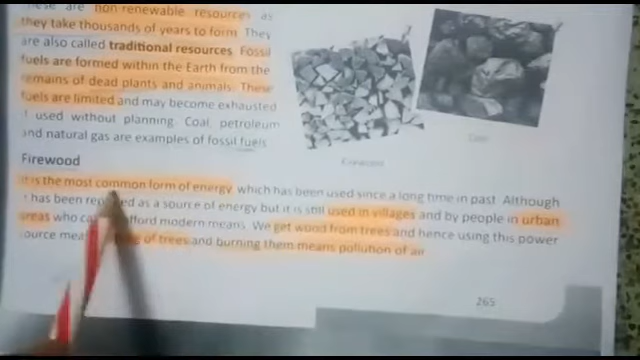 These are non-renewable resources as
they take thousands of years to form. They
are also called traditional resources. Fossil
fuels are formed within the Earth from the
remains of dead plants and animals. These
fuels are limited and may become exhausted
if used without planning. Coal, petroleum
and natural gas are examples of fossil fuels.
Firewood
Coal
Firewood
It is the most common form of energy which has been used since a long time in past. Although
it has been as a source of energy but it is still used in villages and by people in urban
areas who afford modern means. We get wood from trees and hence using this power
source of trees and burning them means pollution of air.
265